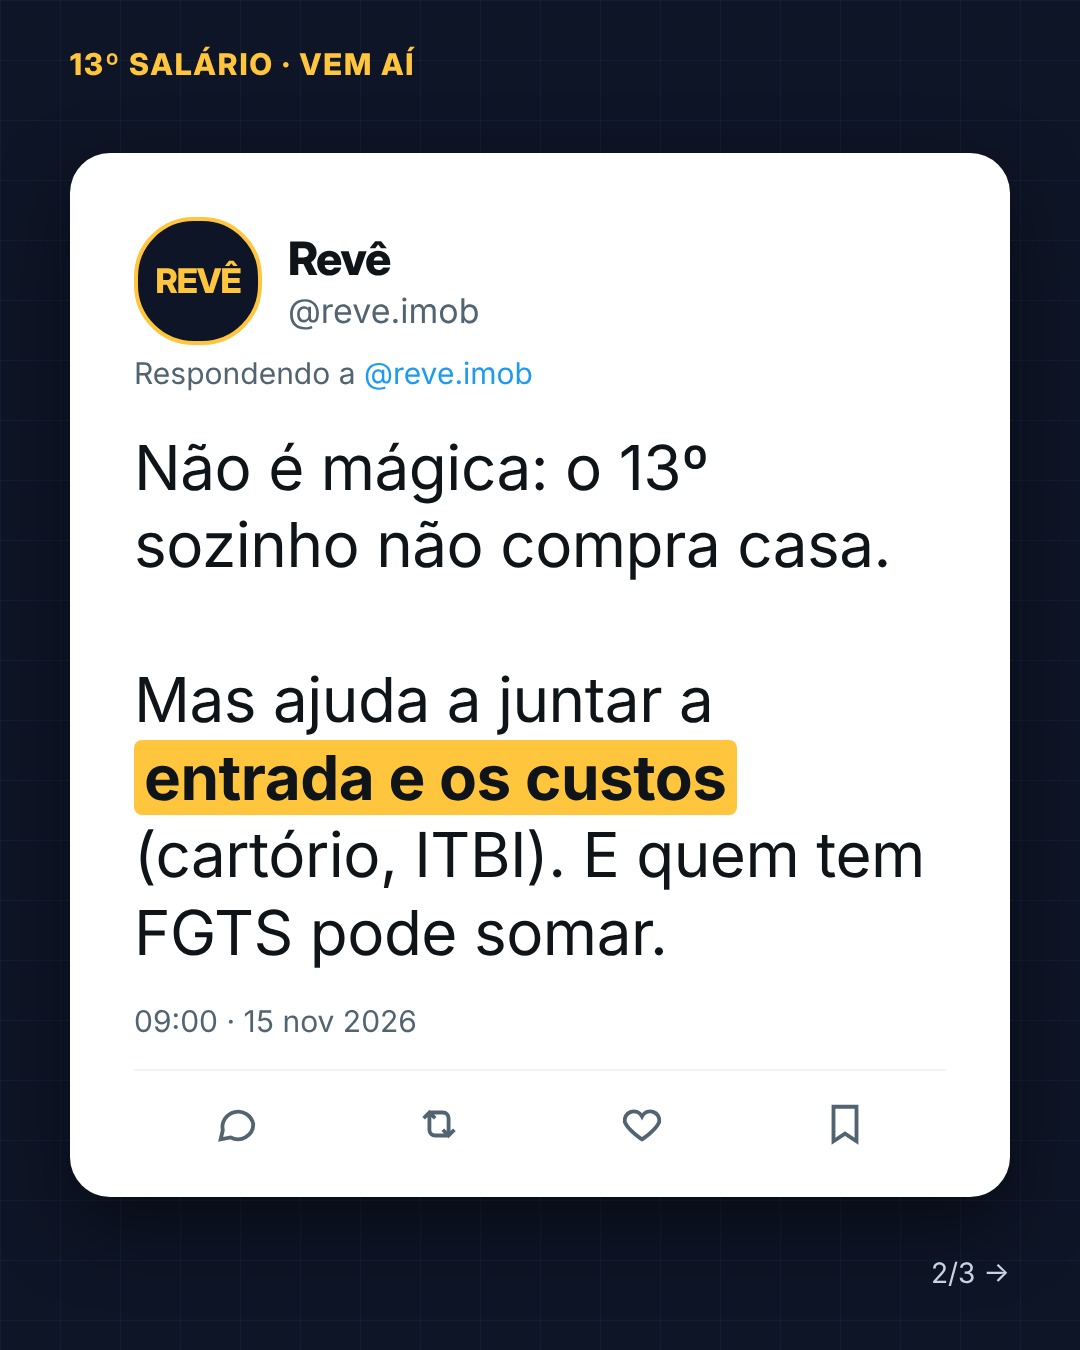 13º SALÁRIO · VEM AÍ
REVÊ
Revê
@reve.imob
Respondendo a @reve.imob
Não é mágica: o 13º
sozinho não compra casa.
Mas ajuda a juntar a
entrada e os custos
(cartório, ITBI). E quem tem
FGTS pode somar.
09:00 · 15 nov 2026
2/3 →